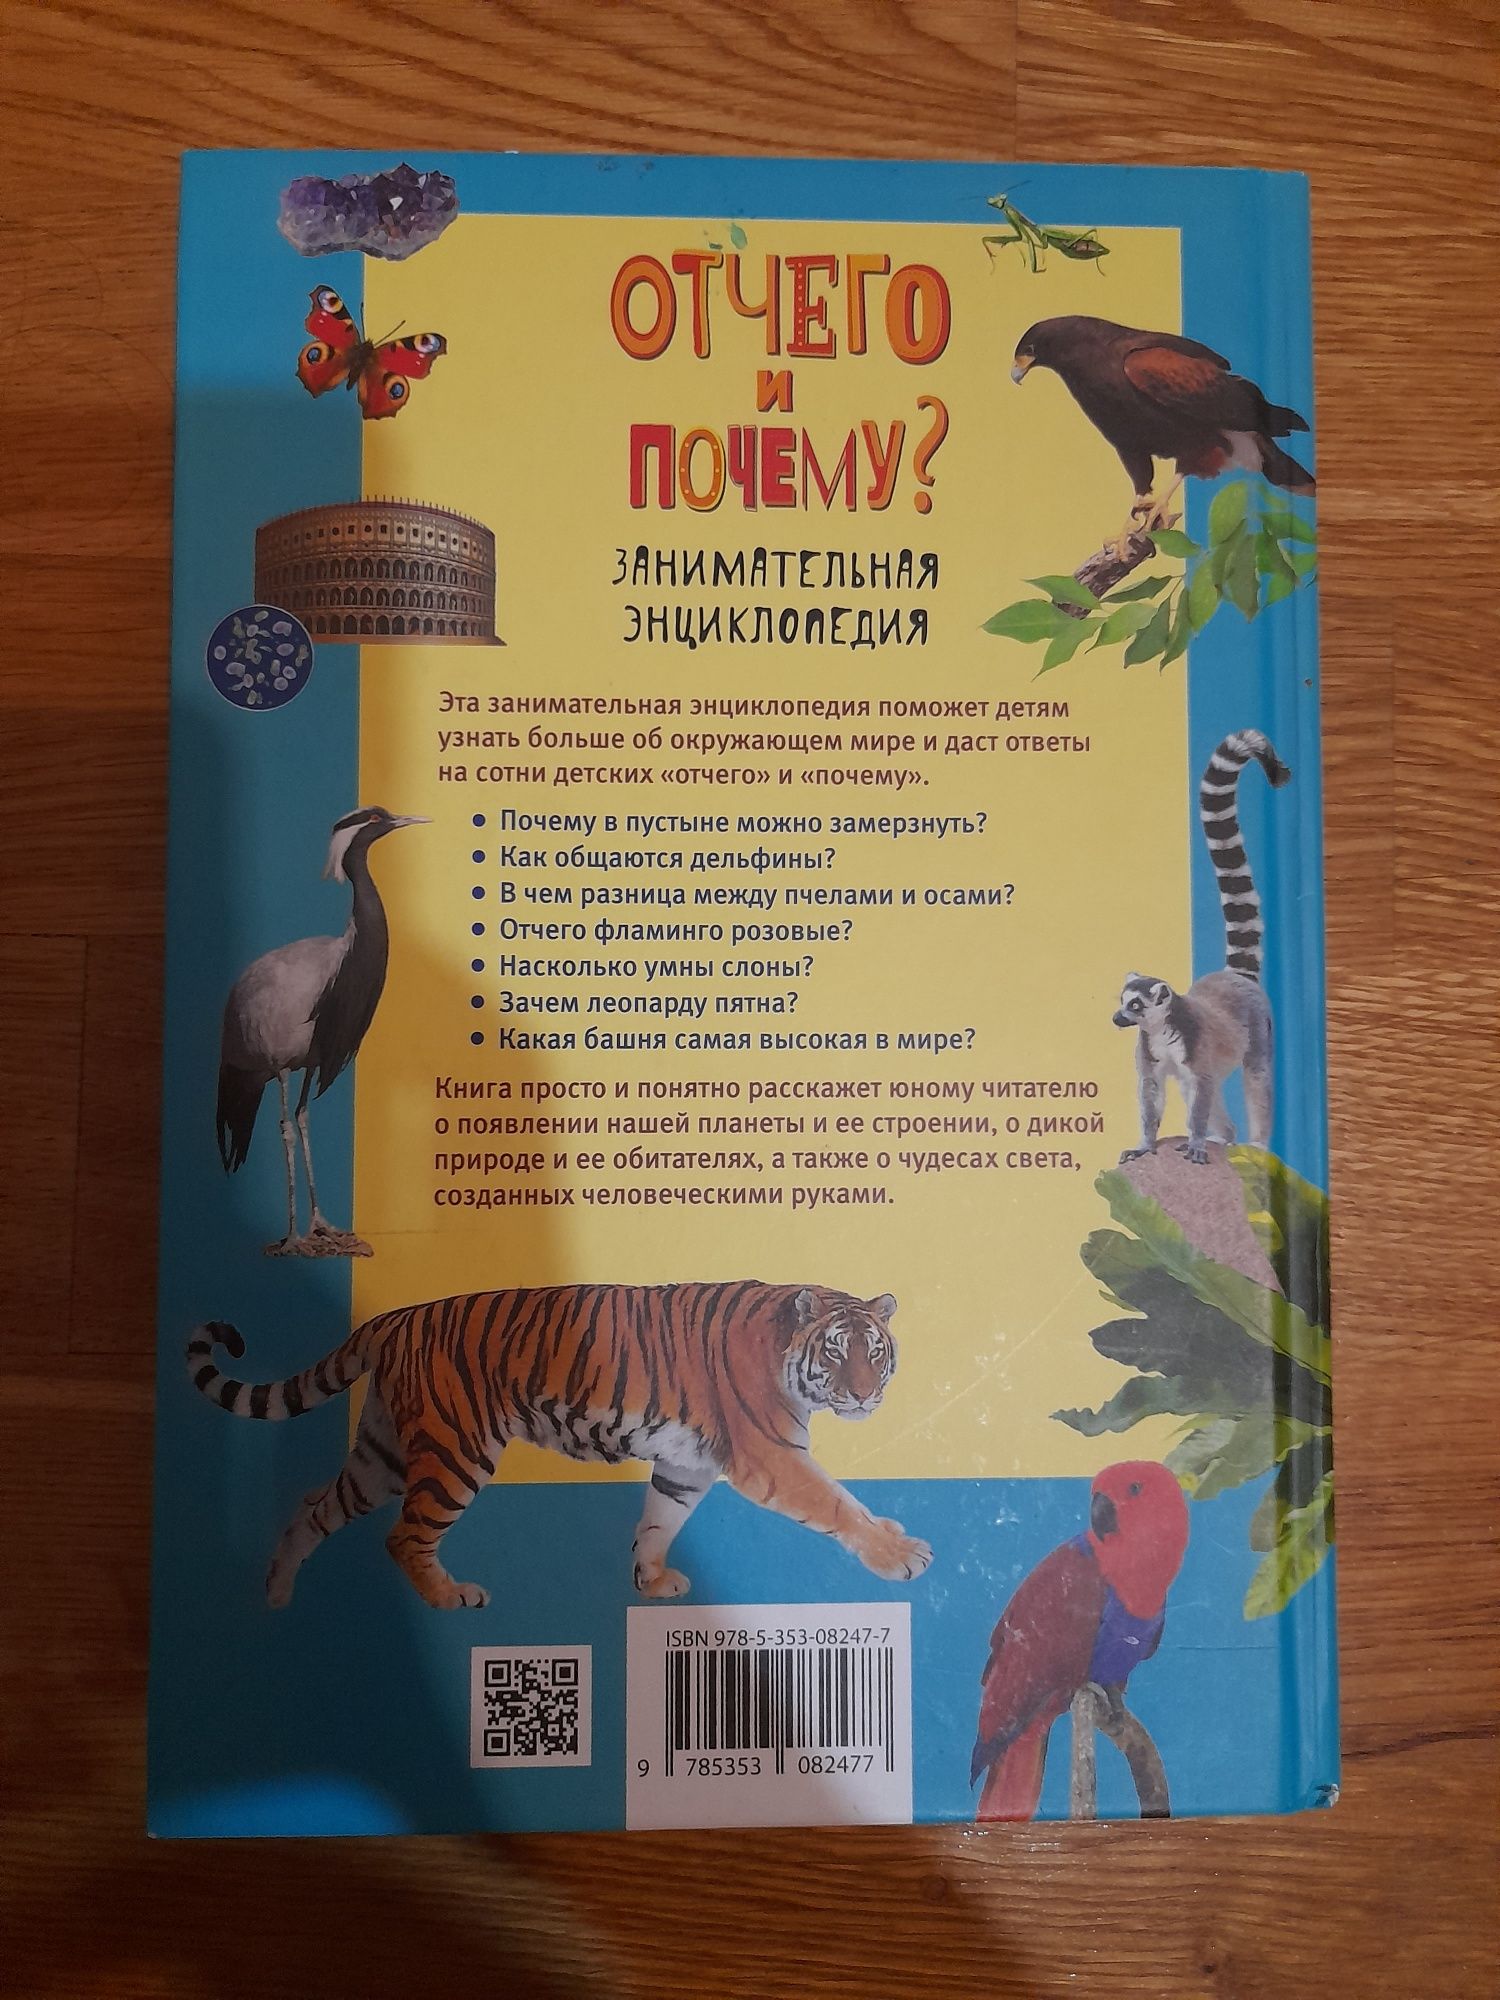 ОТЧЕГО
И
ПОЧЕМУ?
ЗАНИМАТЕЛЬНАЯ
ЭНЦИКЛОПЕДИЯ
Эта занимательная энциклопедия поможет детям
узнать больше об окружающем мире и даст ответы
на сотни детских «отчего» и «почему».
• Почему в пустыне можно замерзнуть?
• Как общаются дельфины?
• В чем разница между пчелами и осами?
• Отчего фламинго розовые?
• Насколько умны слоны?
• Зачем леопарду пятна?
• Какая башня самая высокая в мире?
Книга просто и понятно расскажет юному читателю
о появлении нашей планеты и ее строении, о дикой
природе и ее обитателях, а также о чудесах света,
созданных человеческими руками.
ISBN 978-5-353-08247-7
9 785353 082477